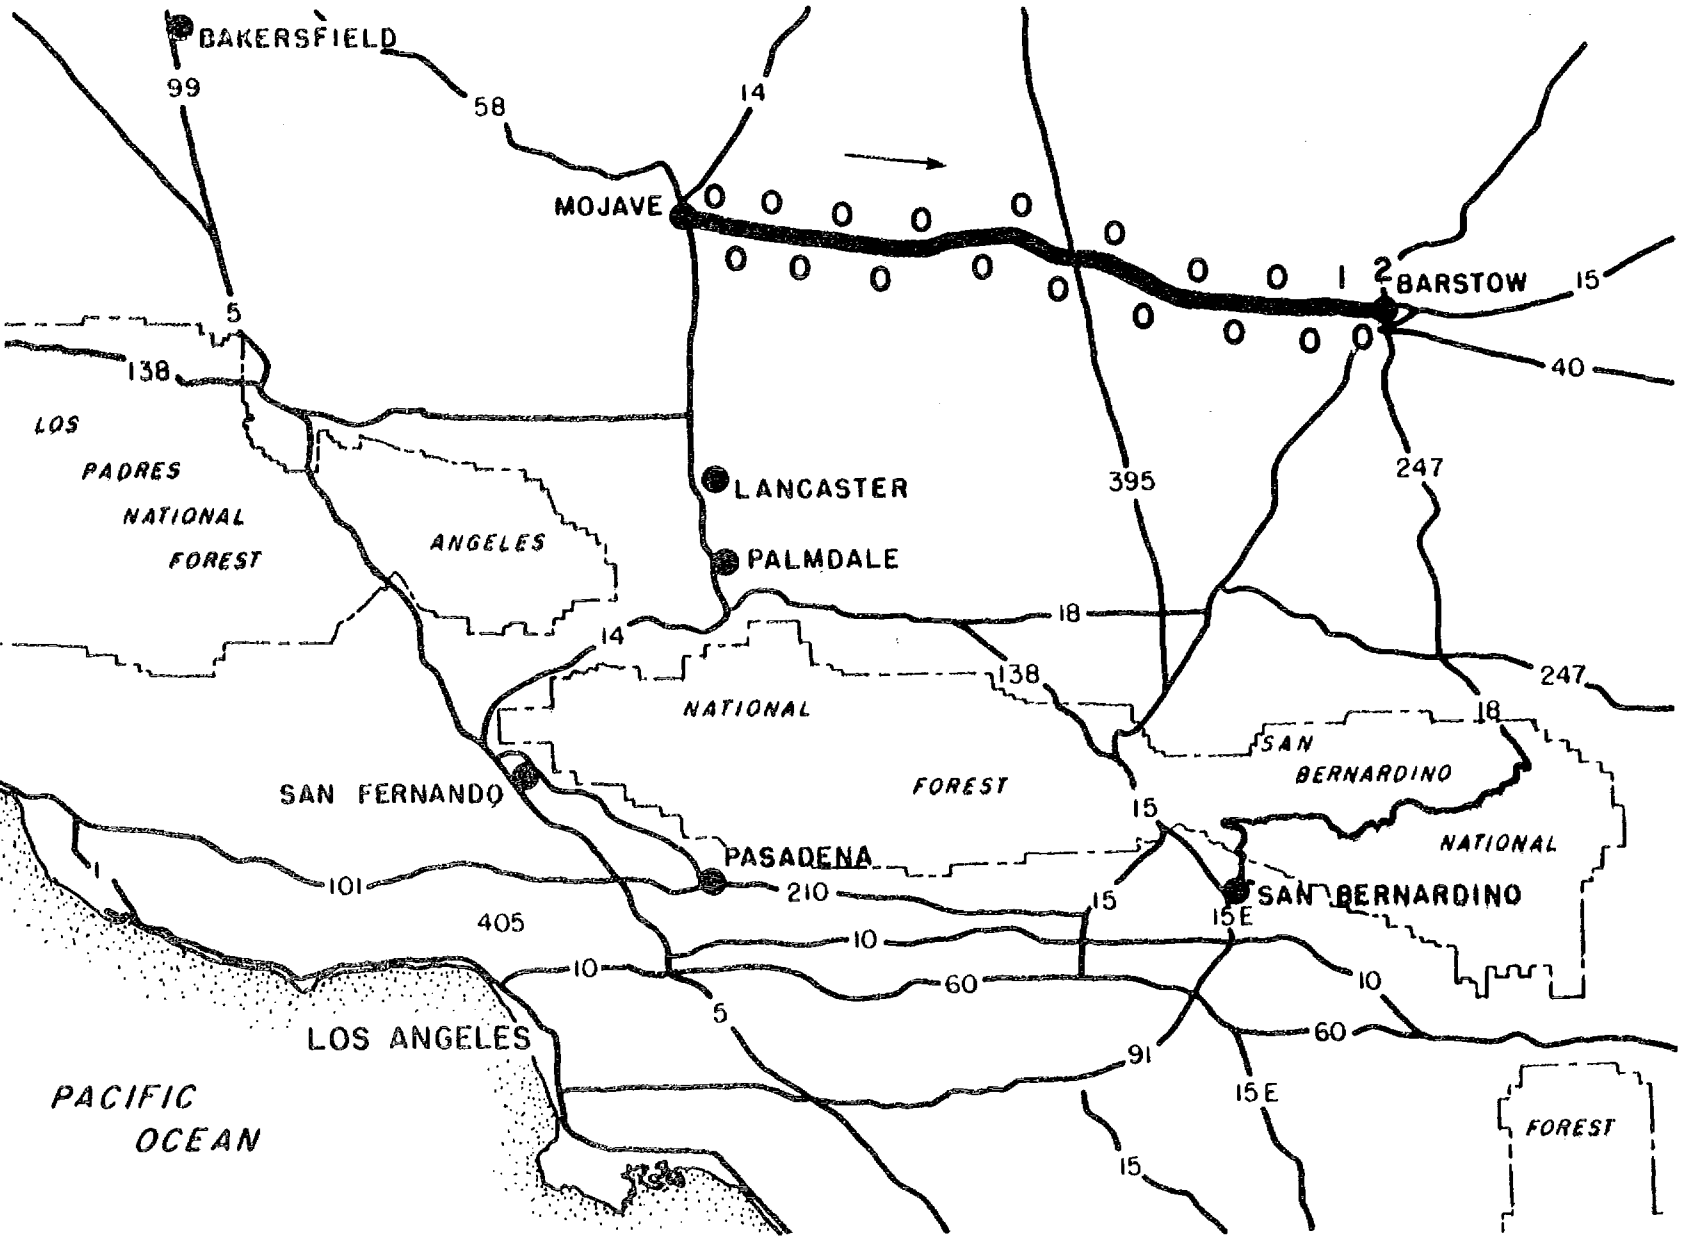 BAKERSFIELD
99
58
14
MOJAVE
0 0 0 0 0 0 0 0 1 2
0 0 0 0 0 0 0 0 0
BARSTOW
15
5
138
40
LOS
PADRES
NATIONAL
FOREST
247
395
LANCASTER
ANGELES
PALMDALE
18
14
138
247
NATIONAL
18
SAN
BERNARDINO
FOREST
SAN FERNANDO
15
NATIONAL
PASADENA
1
101
210
15
SAN BERNARDINO
15E
405
10
10
60
10
5
LOS ANGELES
60
91
15E
PACIFIC
OCEAN
FOREST
15